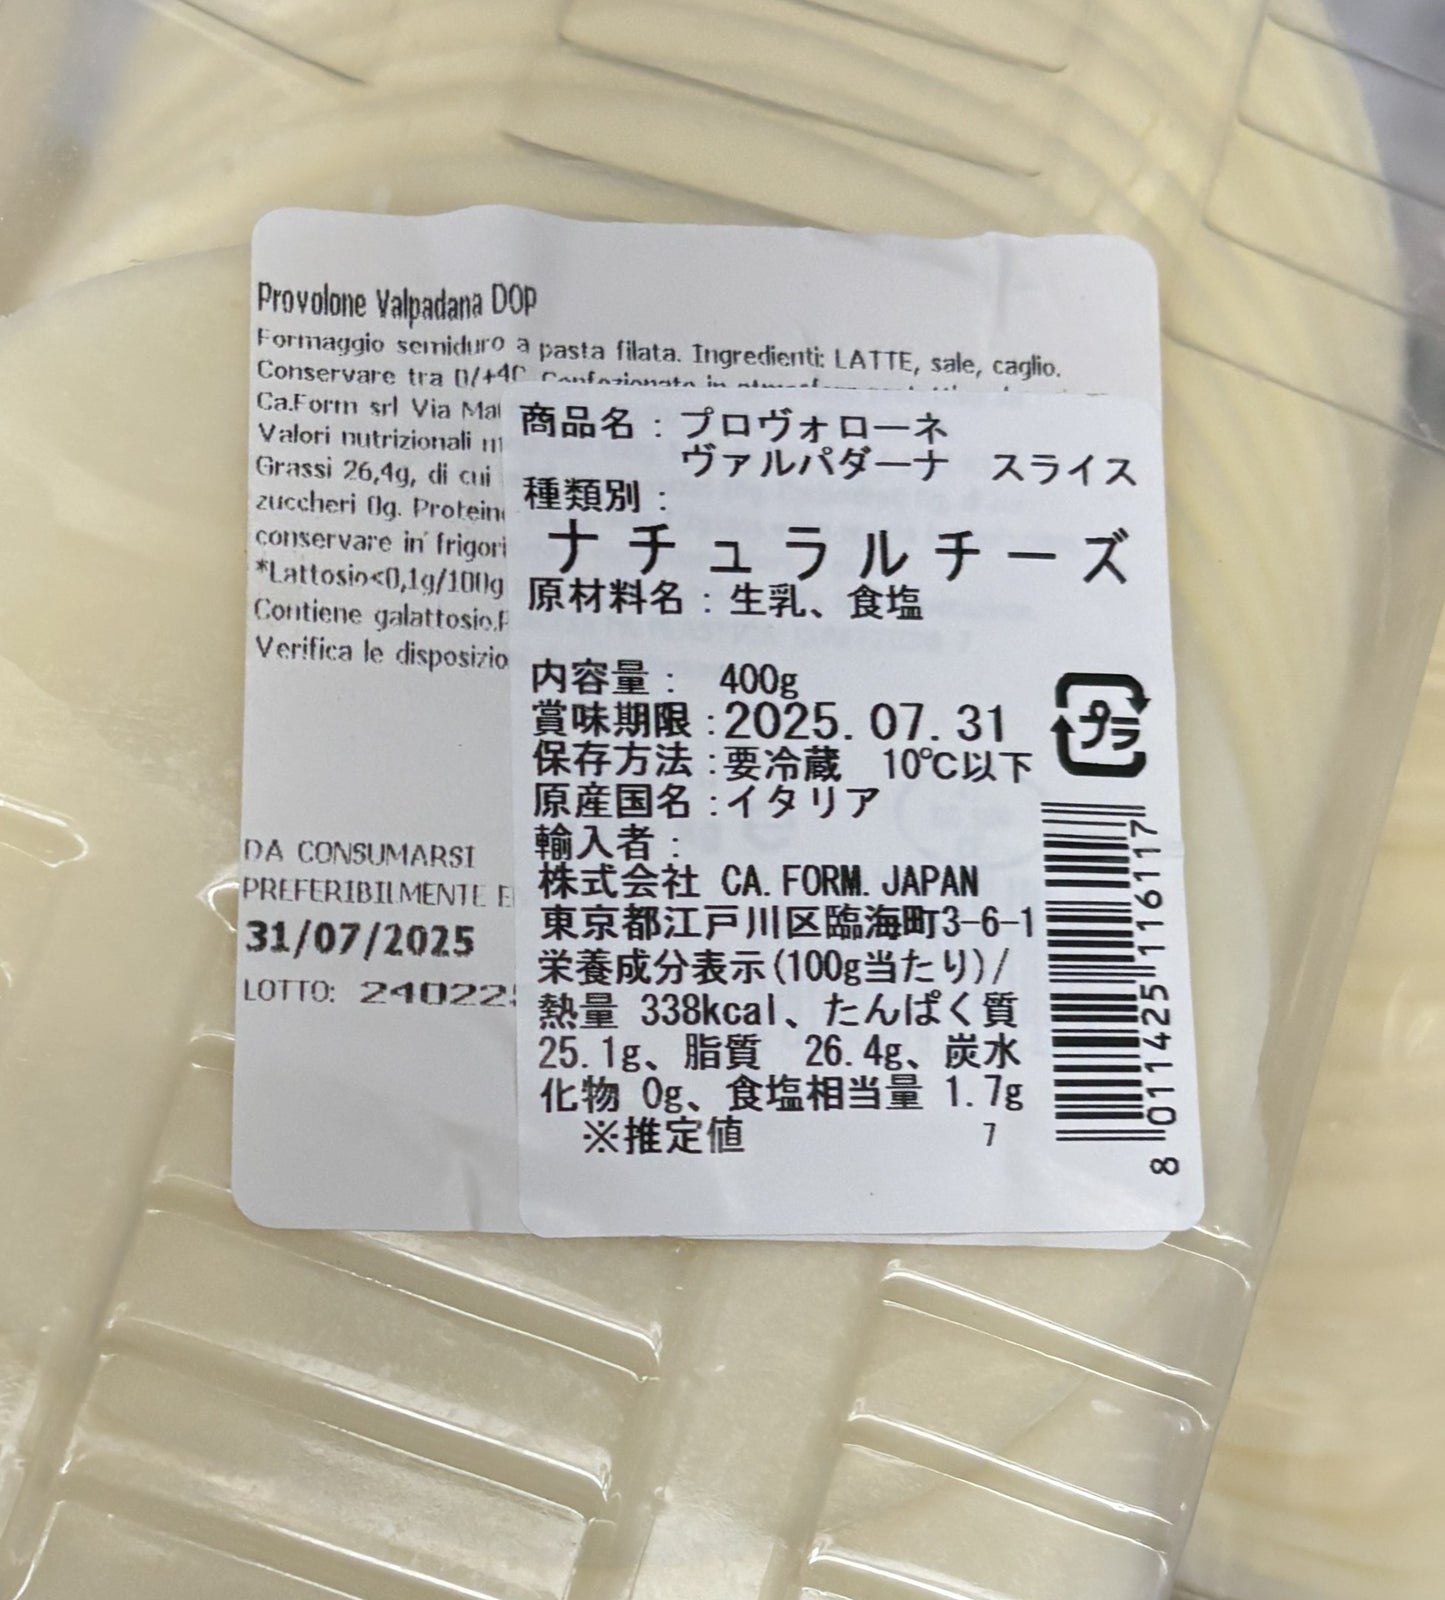 Provolone Valpadana DOP
Formaggio semiduro a pasta filata. Ingredienti: LATTE, sale, caglio.
Conservare tra 0/+4C. Confezionato in
Ca.Form srl Via
Valori nutrizionali
Grassi 26,4g, di cui
zuccheri 0g.
conservare in
*Lattosio<0,1g/100g
Contiene galattosio.
Verifica le
DA CONSUMARSI
PREFERIBILMENTE
31/07/2025
LOTTO: 24022
商品名：プロヴォローネ
ヴァルパダーナ　スライス
種類別：
ナチュラルチーズ
原材料名：生乳、食塩
内容量：　400g
賞味期限：2025.07.31
保存方法：要冷蔵　10℃以下
原産国名：イタリア
輸入者：
株式会社 CA.FORM.JAPAN
東京都江戸川区臨海町3-6-1
栄養成分表示(100g当たり)/
熱量 338kcal、たんぱく質
25.1g、脂質　26.4g、炭水
化物 0g、食塩相当量 1.7g
※推定値
7
プラ
8 011425 116117